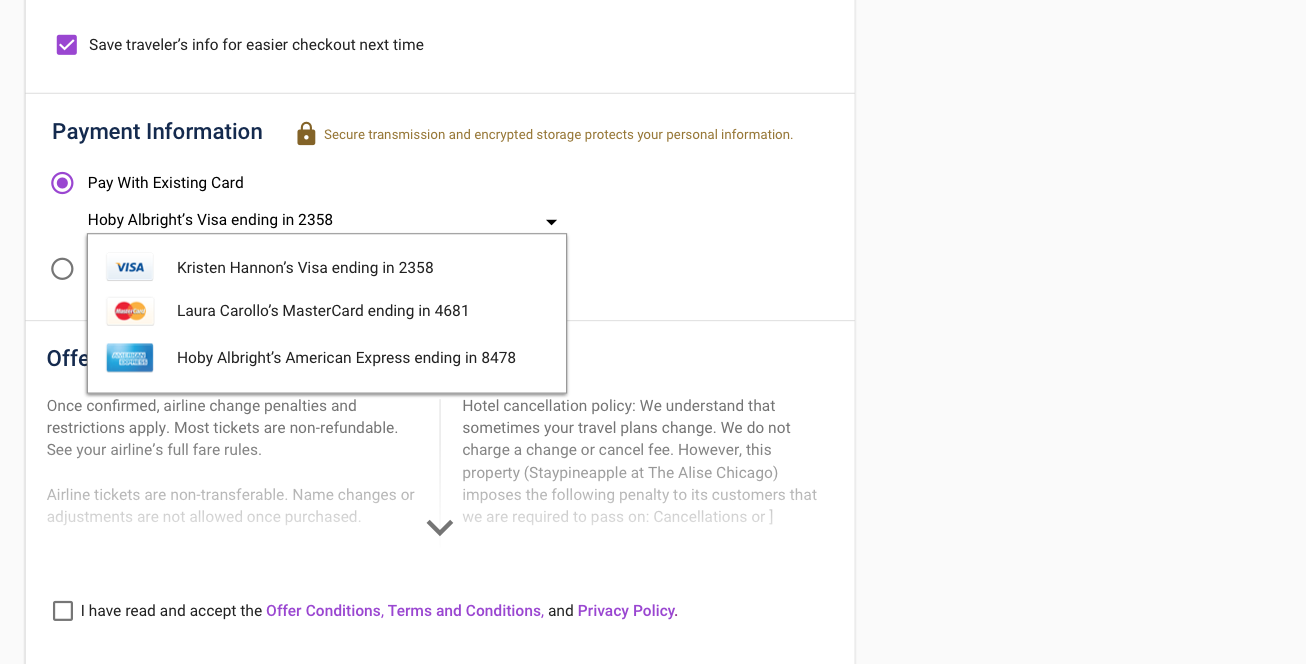 Save traveler’s info for easier checkout next time
Payment Information
Secure transmission and encrypted storage protects your personal information.
Pay With Existing Card
Hoby Albright’s Visa ending in 2358
VISA
Kristen Hannon’s Visa ending in 2358
MasterCard
Laura Carollo’s MasterCard ending in 4681
AMERICAN
EXPRESS
Hoby Albright’s American Express ending in 8478
Offe
Once confirmed, airline change penalties and
restrictions apply. Most tickets are non-refundable.
See your airline’s full fare rules.
Airline tickets are non-transferable. Name changes or
adjustments are not allowed once purchased.
Hotel cancellation policy: We understand that
sometimes your travel plans change. We do not
charge a change or cancel fee. However, this
property (Staypineapple at The Alise Chicago)
imposes the following penalty to its customers that
we are required to pass on: Cancellations or ]
I have read and accept the Offer Conditions, Terms and Conditions, and Privacy Policy.